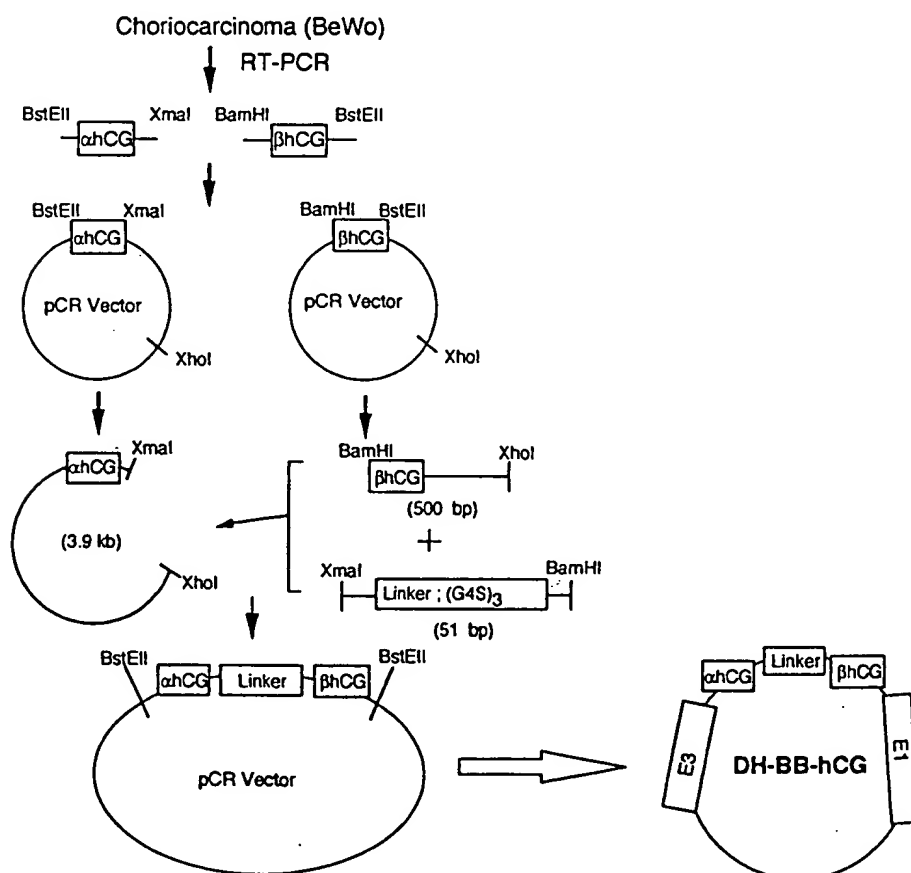 Choriocarcinoma (BeWo)
RT-PCR
BstEII XmaI BamHI BstEII
αhCG βhCG
BstEII XmaI BamHI BstEII
αhCG βhCG
pCR Vector pCR Vector
XhoI XhoI
XmaI BamHI XhoI
αhCG βhCG
(500 bp)
(3.9 kb) +
XhoI XmaI BamHI
Linker ; (G4S)3
(51 bp)
BstEII BstEII
αhCG Linker βhCG
pCR Vector
αhCG Linker βhCG
E3 DH-BB-hCG E1